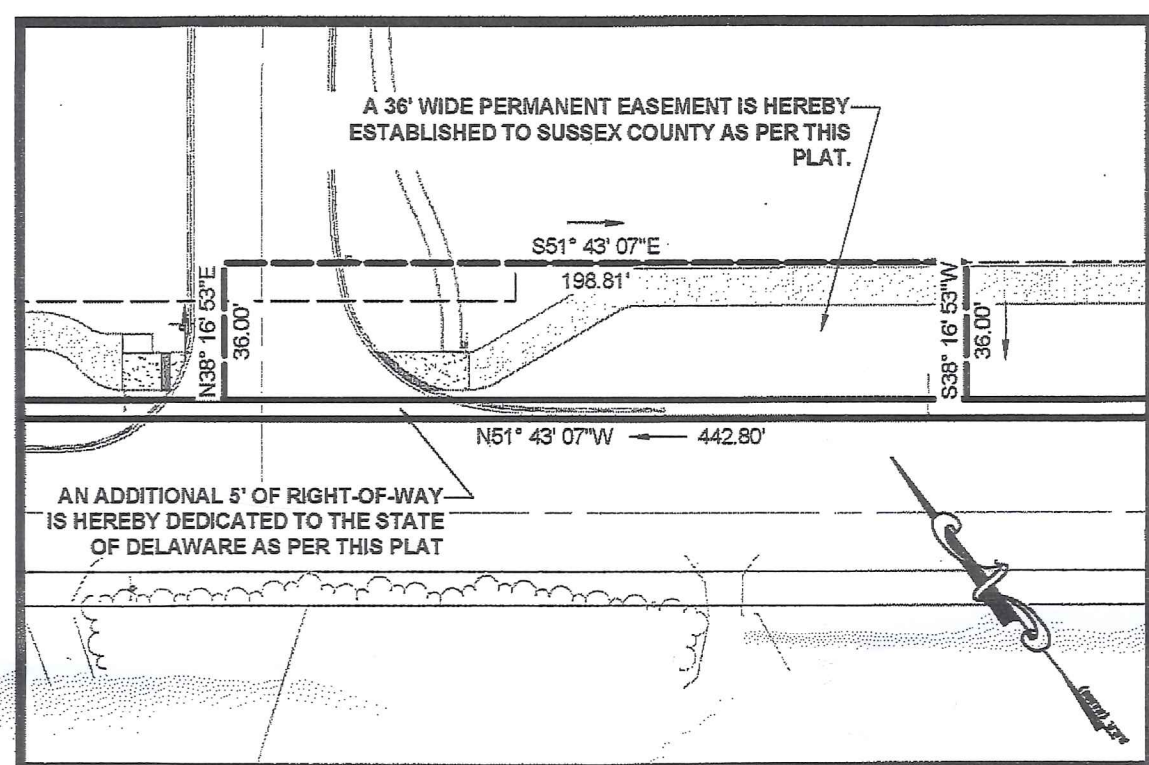 A 36' WIDE PERMANENT EASEMENT IS HEREBY
ESTABLISHED TO SUSSEX COUNTY AS PER THIS
PLAT.
S51° 43' 07"E
198.81'
N38° 16' 53"E
36.00'
S38° 16' 53"W
36.00'
N51° 43' 07"W
442.80'
AN ADDITIONAL 5' OF RIGHT-OF-WAY
IS HEREBY DEDICATED TO THE STATE
OF DELAWARE AS PER THIS PLAT